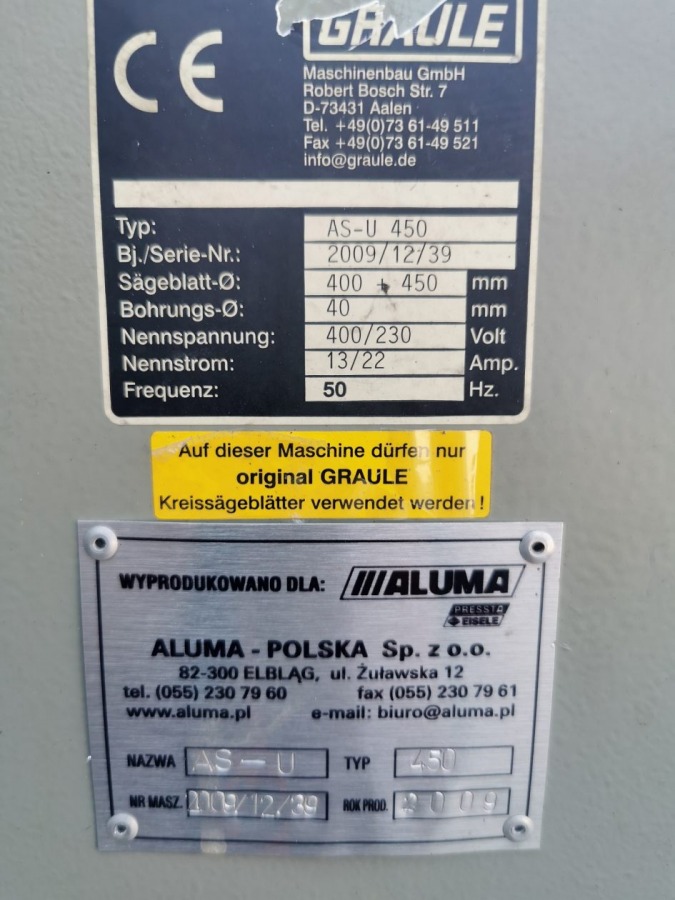 CE
GRAULE
Maschinenbau GmbH
Robert Bosch Str. 7
D-73431 Aalen
Tel. +49(0)73 61-49 511
Fax +49(0)73 61-49 521
info@graule.de
Typ: AS-U 450
Bj./Serie-Nr.: 2009/12/39
Sägeblatt-Ø: 400 + 450 mm
Bohrungs-Ø: 40 mm
Nennspannung: 400/230 Volt
Nennstrom: 13/22 Amp.
Frequenz: 50 Hz.
Auf dieser Maschine dürfen nur
original GRAULE
Kreissägeblätter verwendet werden!
WYPRODUKOWANO DLA: ALUMA
PRESSTA
EISELE
ALUMA - POLSKA Sp. z o.o.
82-300 ELBLĄG, ul. Żuławska 12
tel. (055) 230 79 60 fax (055) 230 79 61
www.aluma.pl e-mail: biuro@aluma.pl
NAZWA AS-U TYP 450
NR MASZ. 2009/12/39 ROK PROD. 2009